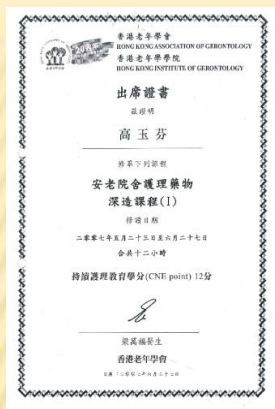 香港老年學會
HONG KONG ASSOCIATION OF GERONTOLOGY
香港老年學學院
HONG KONG INSTITUTE OF GERONTOLOGY
出席證書
茲證明
高玉芬
修畢下列課程
安老院舍護理藥物
深造課程(I)
修讀日期
二零零七年五月二十三日至六月二十七日
合共十二小時
持續護理教育學分(CNE point) 12分
梁萬福醫生
香港老年學會